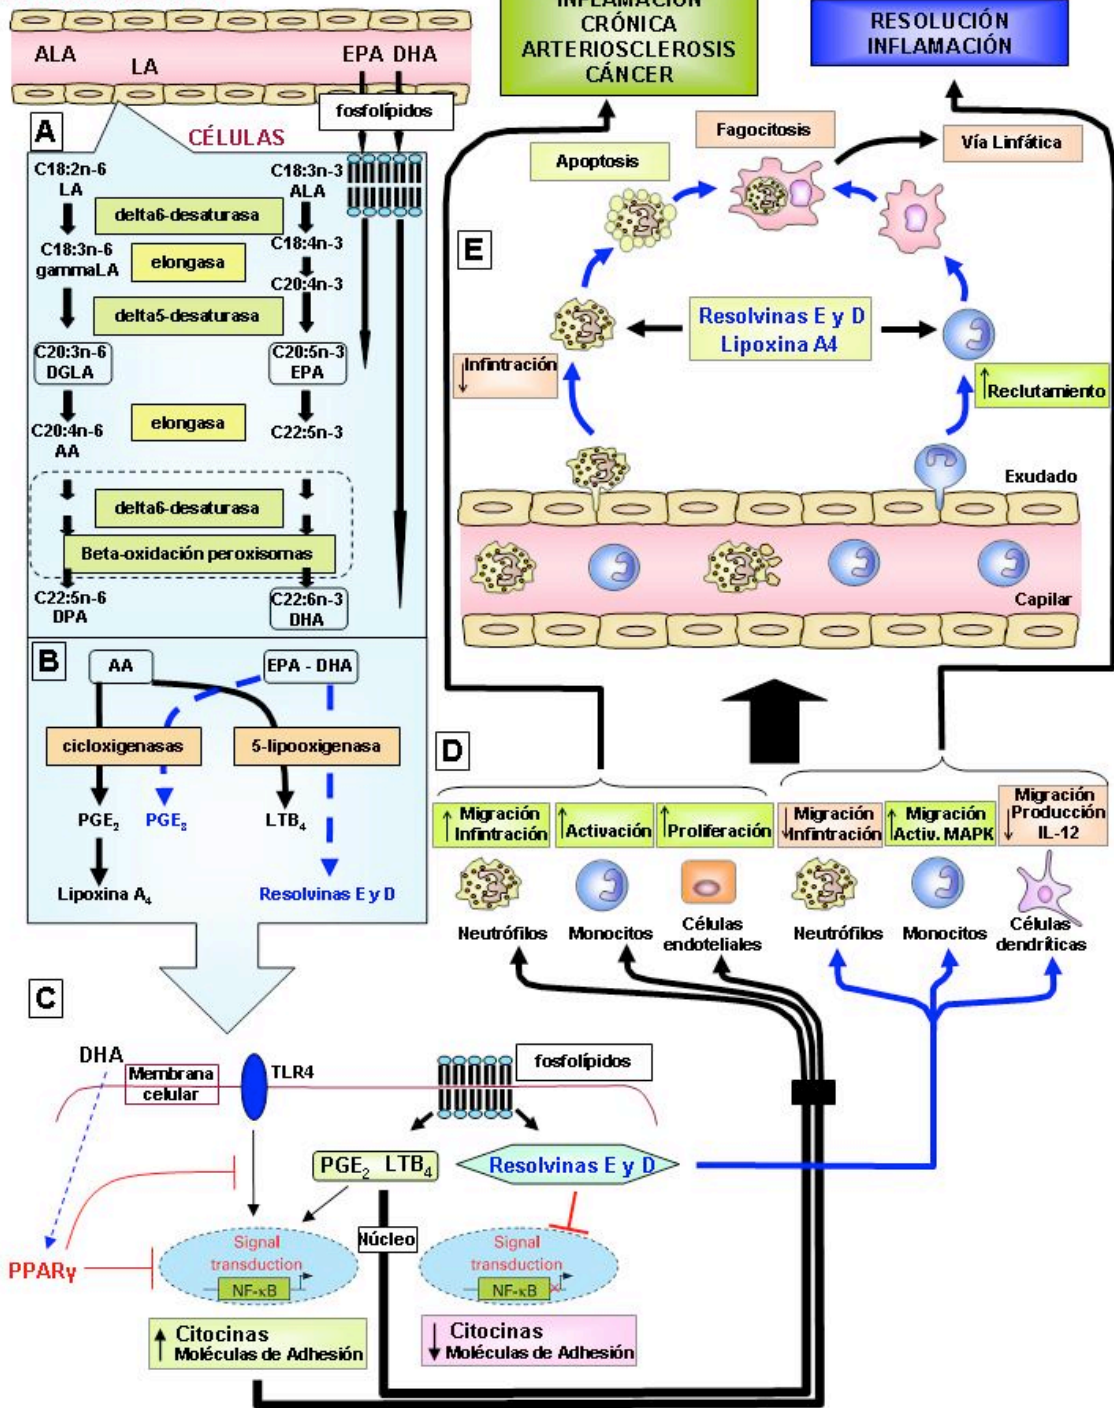 INFLAMACIÓN
CRÓNICA
ARTERIOSCLEROSIS
CÁNCER
RESOLUCIÓN
INFLAMACIÓN
ALA
LA
EPA DHA
fosfolípidos
A
CÉLULAS
C18:2n-6
LA
C18:3n-3
ALA
delta6-desaturasa
C18:3n-6
gammaLA
elongasa
C18:4n-3
C20:4n-3
delta5-desaturasa
C20:3n-6
DGLA
C20:5n-3
EPA
elongasa
C20:4n-6
AA
C22:5n-3
delta6-desaturasa
Beta-oxidación peroxisomas
C22:5n-6
DPA
C22:6n-3
DHA
B
AA
EPA - DHA
cicloxigenasas
5-lipooxigenasa
PGE2
PGE3
LTB4
Lipoxina A4
Resolvinas E y D
E
Apoptosis
Fagocitosis
Vía Linfática
Resolvinas E y D
Lipoxina A4
↓Infintración
↑Reclutamiento
Exudado
Capilar
D
↑ Migración
Infintración
↑Activación
↑Proliferación
↓Migración
Infintración
↑ Migración
Activ. MAPK
↓ Migración
Producción
IL-12
Neutrófilos
Monocitos
Células
endoteliales
Neutrófilos
Monocitos
Células
dendríticas
C
DHA
Membrana
celular
TLR4
fosfolípidos
PGE2 LTB4
Resolvinas E y D
PPARγ
Signal
transduction
NF-κB
Núcleo
Signal
transduction
NF-κB
↑ Citocinas
Moléculas de Adhesión
↓ Citocinas
Moléculas de Adhesión